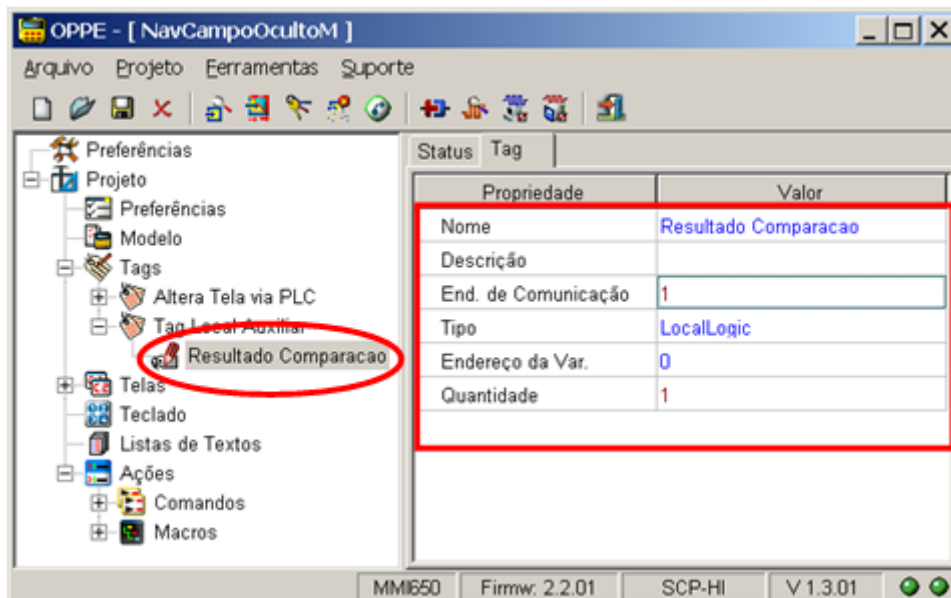 OPPE - [ NavCampoOcultoM ]
Arquivo Projeto Ferramentas Suporte
Preferências
Projeto
Preferências
Modelo
Tags
Altera Tela via PLC
Tag Local Auxiliar
Resultado Comparacao
Telas
Teclado
Listas de Textos
Ações
Comandos
Macros
Status Tag
Propriedade Valor
Nome Resultado Comparacao
Descrição
End. de Comunicação 1
Tipo LocalLogic
Endereço da Var. 0
Quantidade 1
MMI650 Firmw: 2.2.01 SCP-HI V 1.3.01